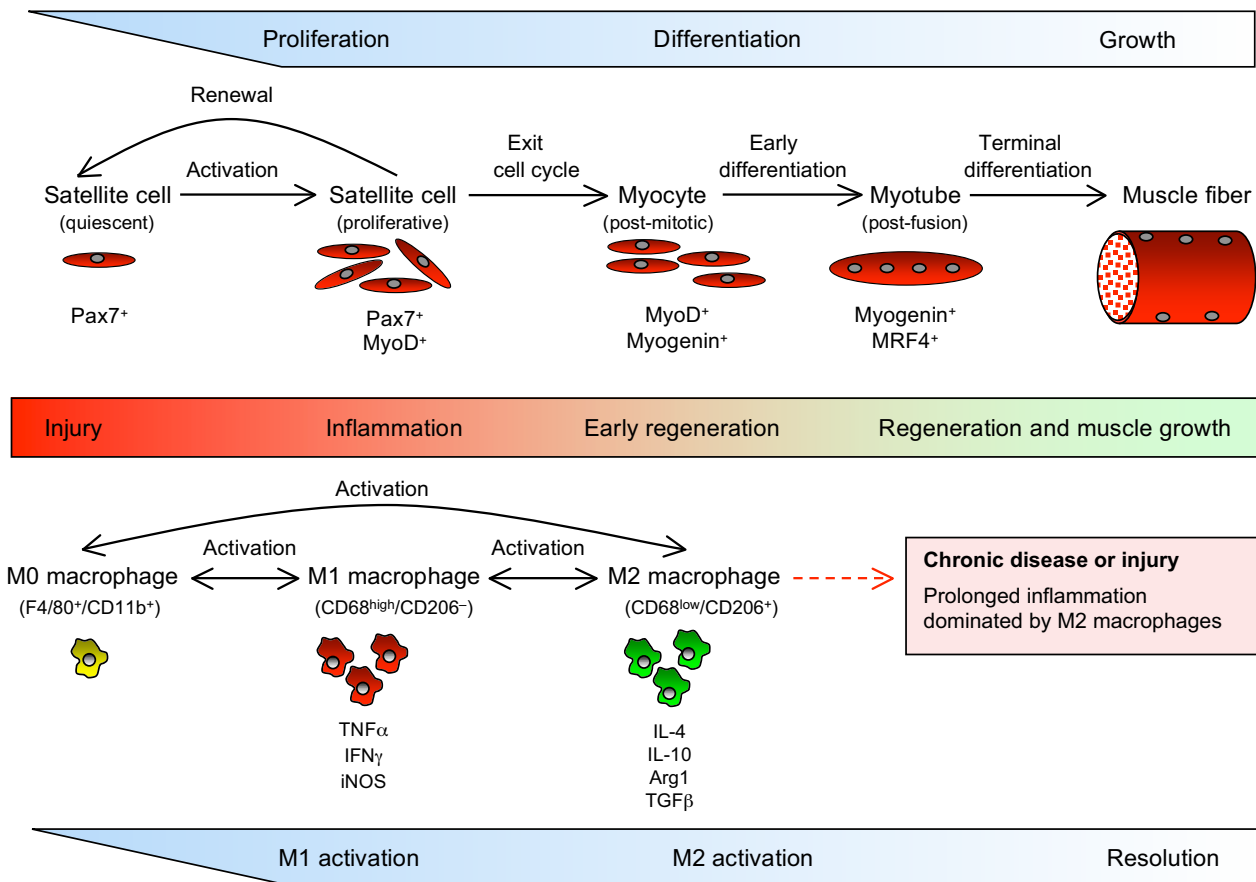 Proliferation Differentiation Growth
Renewal
Activation
Exit
cell cycle
Early
differentiation
Terminal
differentiation
Satellite cell
(quiescent)
Pax7⁺
Satellite cell
(proliferative)
Pax7⁺
MyoD⁺
Myocyte
(post-mitotic)
MyoD⁺
Myogenin⁺
Myotube
(post-fusion)
Myogenin⁺
MRF4⁺
Muscle fiber
Injury Inflammation Early regeneration Regeneration and muscle growth
Activation
Activation
Activation
M0 macrophage
(F4/80⁺/CD11b⁺)
M1 macrophage
(CD68ʰⁱᵍʰ/CD206⁻)
TNFα
IFNγ
iNOS
M2 macrophage
(CD68ˡᵒʷ/CD206⁺)
IL-4
IL-10
Arg1
TGFβ
Chronic disease or injury
Prolonged inflammation
dominated by M2 macrophages
M1 activation M2 activation Resolution